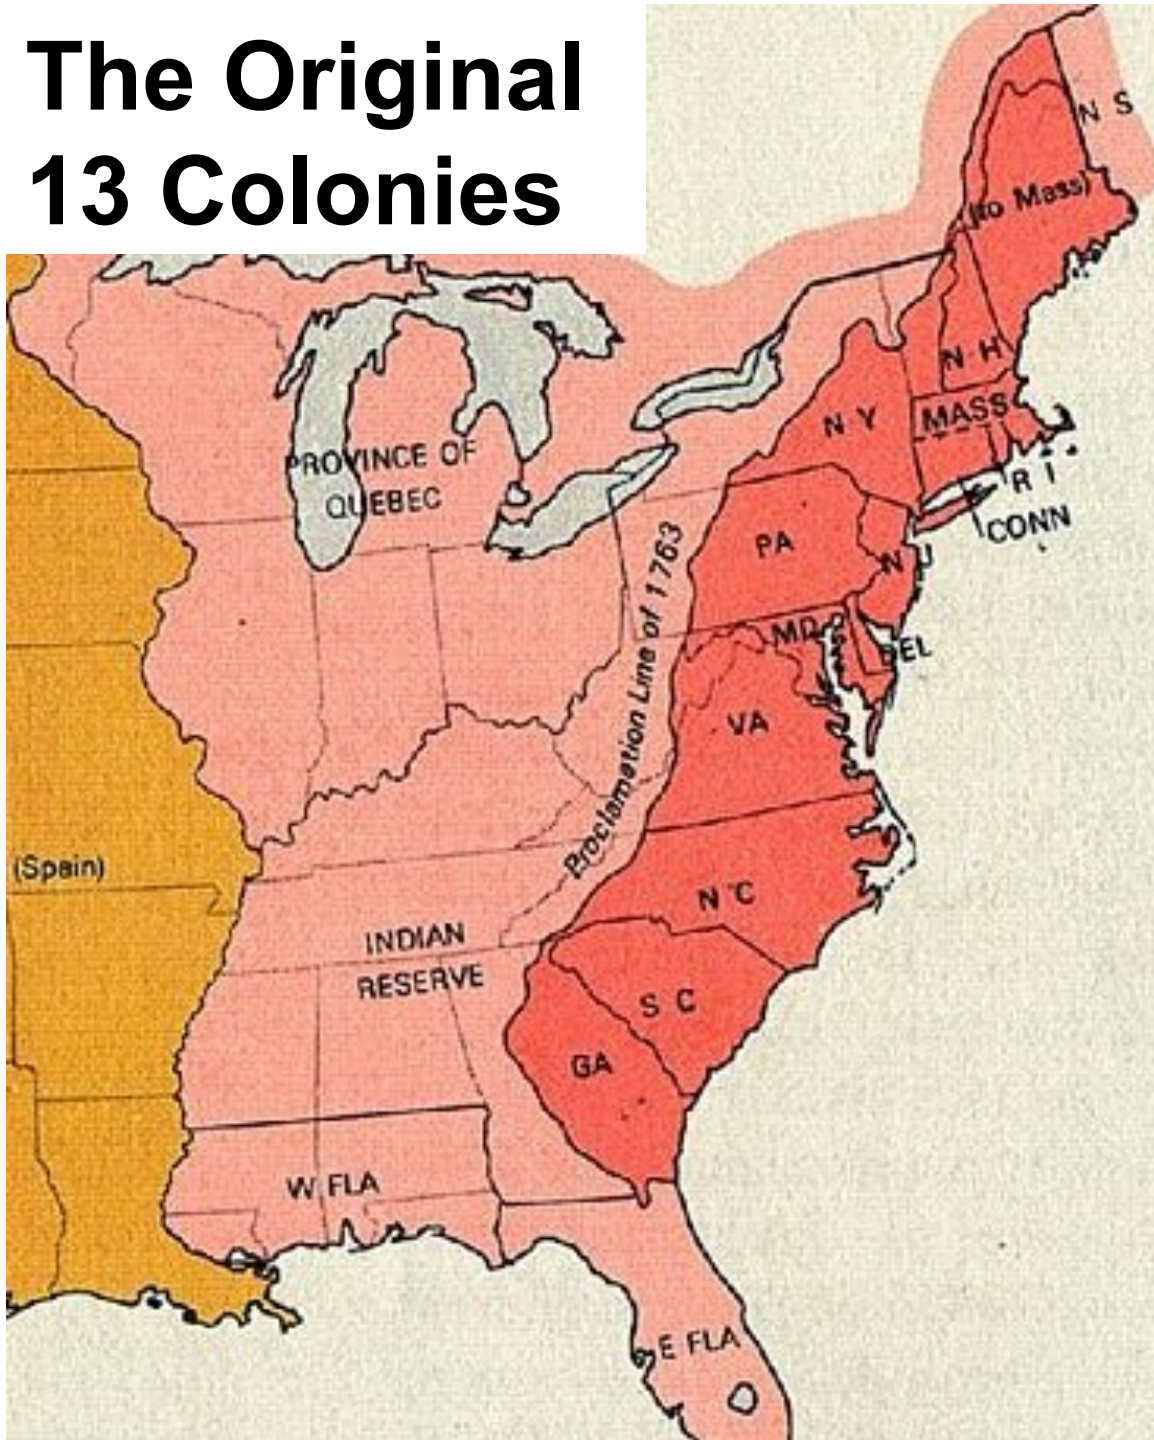 The Original
13 Colonies
N S
(to Mass)
N H
MASS
N Y
R I
CONN
PROVINCE OF
QUEBEC
PA
N J
MD
DEL
VA
Proclamation Line of 1763
(Spain)
N C
INDIAN
RESERVE
S C
GA
W FLA
E FLA